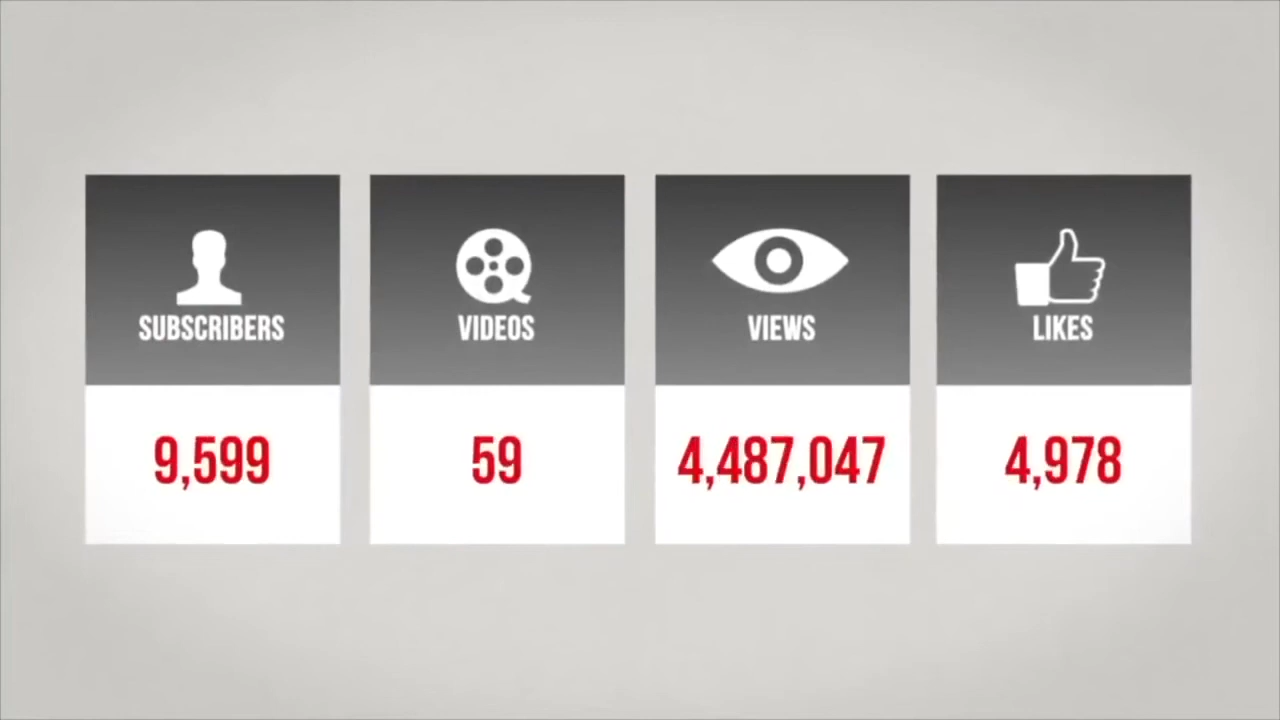 SUBSCRIBERS
9,599
VIDEOS
59
VIEWS
4,487,047
LIKES
4,978